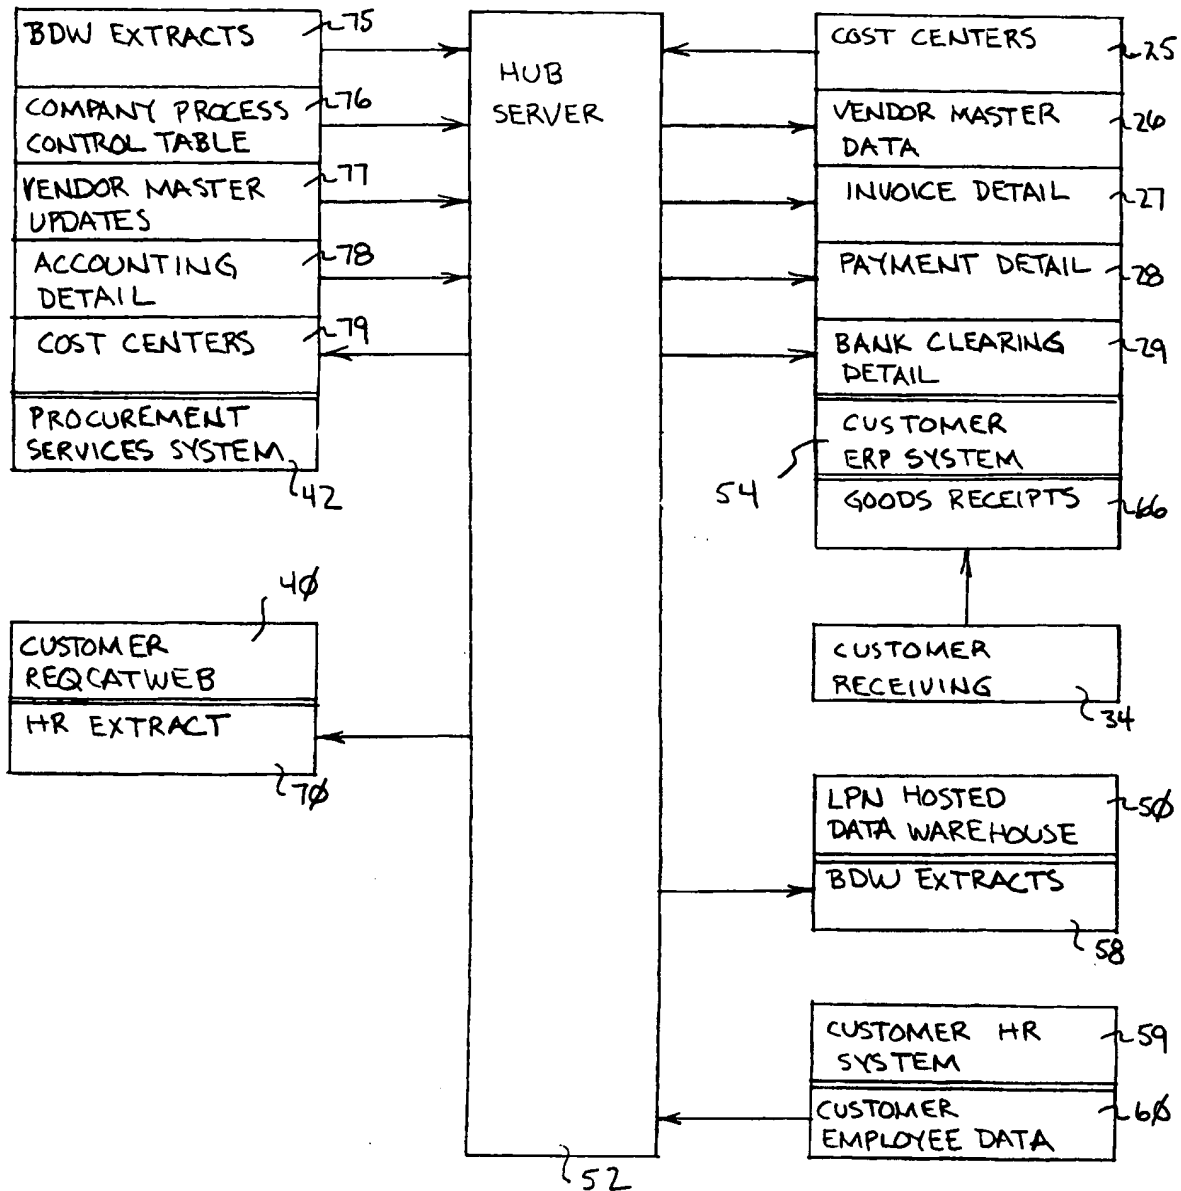 BDW EXTRACTS
75
COMPANY PROCESS
CONTROL TABLE
76
VENDOR MASTER
UPDATES
77
ACCOUNTING
DETAIL
78
COST CENTERS
79
PROCUREMENT
SERVICES SYSTEM
42
CUSTOMER
REQCATWEB
40
HR EXTRACT
70
HUB
SERVER
52
COST CENTERS
25
VENDOR MASTER
DATA
26
INVOICE DETAIL
27
PAYMENT DETAIL
28
BANK CLEARING
DETAIL
29
CUSTOMER
ERP SYSTEM
54
GOODS RECEIPTS
66
CUSTOMER
RECEIVING
34
LPN HOSTED
DATA WAREHOUSE
50
BDW EXTRACTS
58
CUSTOMER HR
SYSTEM
59
CUSTOMER
EMPLOYEE DATA
60